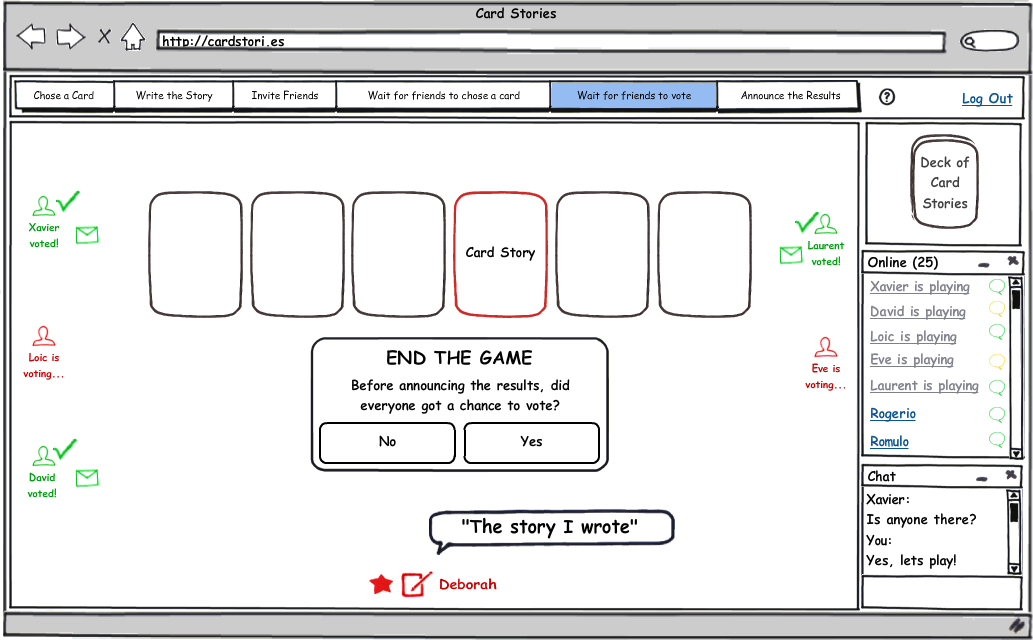 Card Stories
http://cardstori.es
Chose a Card
Write the Story
Invite Friends
Wait for friends to chose a card
Wait for friends to vote
Announce the Results
?
Log Out
Xavier
voted!
Loic is
voting...
David
voted!
Card Story
END THE GAME
Before announcing the results, did
everyone got a chance to vote?
No
Yes
"The story I wrote"
Deborah
Laurent
voted!
Eve is
voting...
Deck of
Card
Stories
Online (25)
Xavier is playing
David is playing
Loic is playing
Eve is playing
Laurent is playing
Rogerio
Romulo
Chat
Xavier:
Is anyone there?
You:
Yes, lets play!